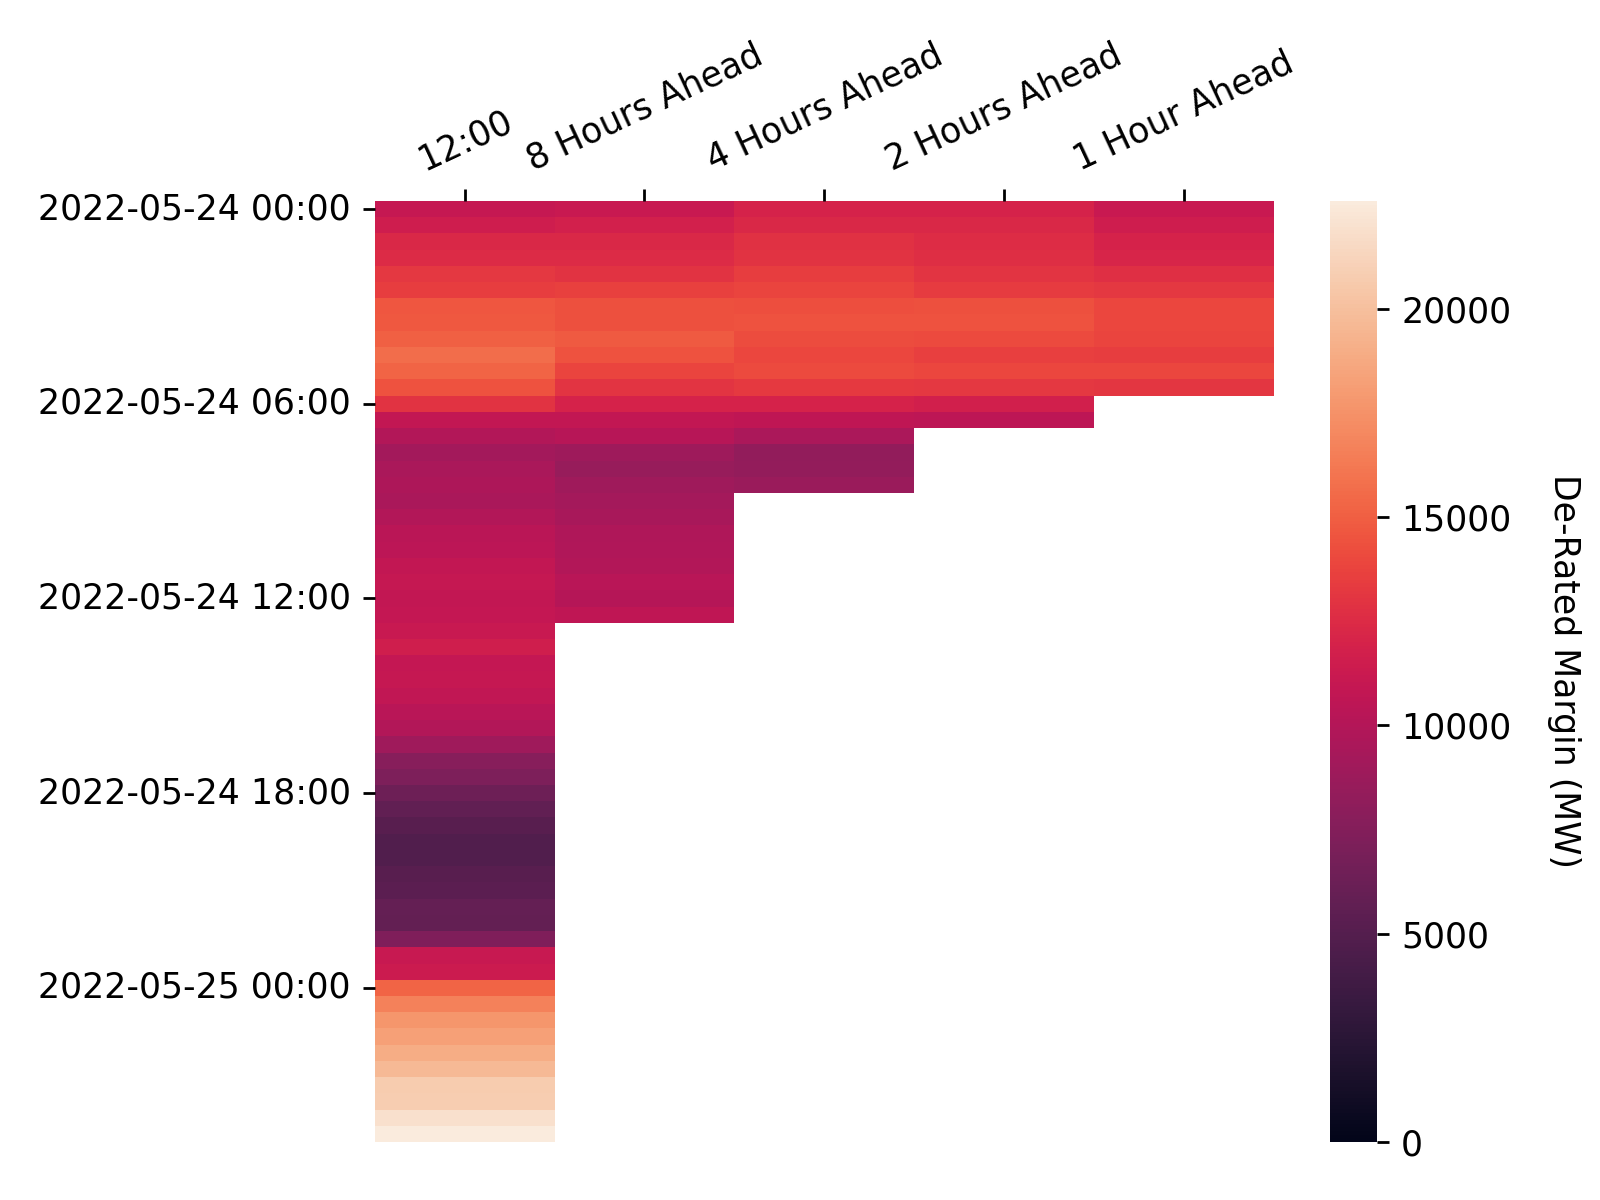 12:00
8 Hours Ahead
4 Hours Ahead
2 Hours Ahead
1 Hour Ahead
2022-05-24 00:00
2022-05-24 06:00
2022-05-24 12:00
2022-05-24 18:00
2022-05-25 00:00
20000
15000
10000
5000
0
De-Rated Margin (MW)